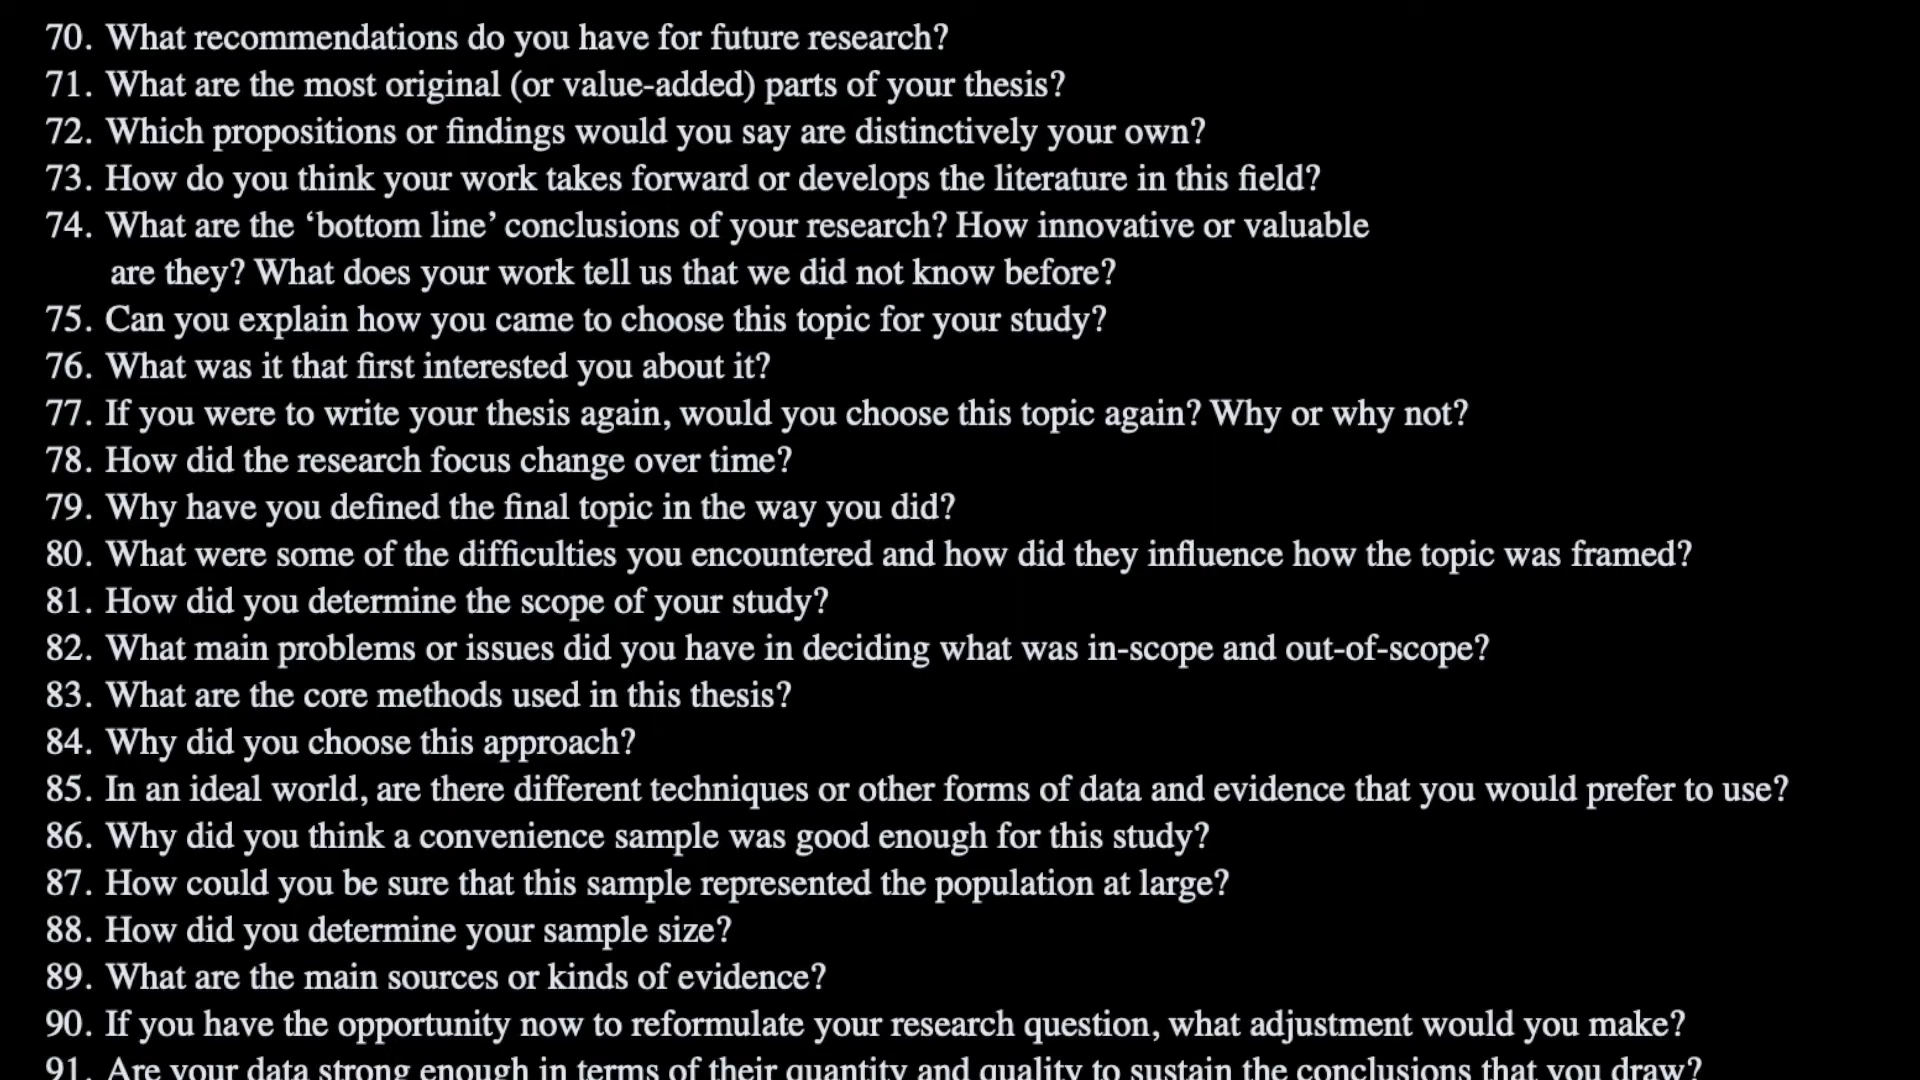 70. What recommendations do you have for future research?
71. What are the most original (or value-added) parts of your thesis?
72. Which propositions or findings would you say are distinctively your own?
73. How do you think your work takes forward or develops the literature in this field?
74. What are the ‘bottom line’ conclusions of your research? How innovative or valuable
are they? What does your work tell us that we did not know before?
75. Can you explain how you came to choose this topic for your study?
76. What was it that first interested you about it?
77. If you were to write your thesis again, would you choose this topic again? Why or why not?
78. How did the research focus change over time?
79. Why have you defined the final topic in the way you did?
80. What were some of the difficulties you encountered and how did they influence how the topic was framed?
81. How did you determine the scope of your study?
82. What main problems or issues did you have in deciding what was in-scope and out-of-scope?
83. What are the core methods used in this thesis?
84. Why did you choose this approach?
85. In an ideal world, are there different techniques or other forms of data and evidence that you would prefer to use?
86. Why did you think a convenience sample was good enough for this study?
87. How could you be sure that this sample represented the population at large?
88. How did you determine your sample size?
89. What are the main sources or kinds of evidence?
90. If you have the opportunity now to reformulate your research question, what adjustment would you make?
91. Are your data strong enough in terms of their quantity and quality to sustain the conclusions that you draw?